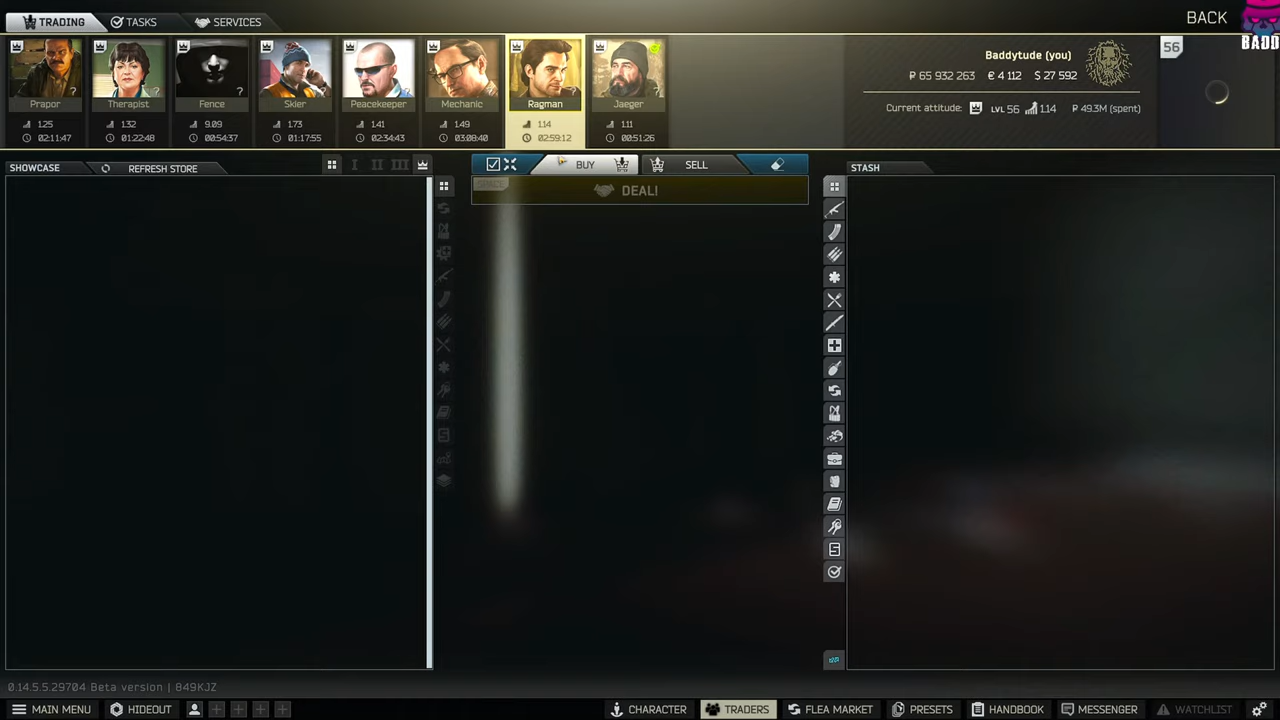 TRADING
TASKS
SERVICES
BACK
BADD
Prapor
Therapist
Fence
Skier
Peacekeeper
Mechanic
Ragman
Jaeger
1.25
1.32
9.09
1.73
1.41
1.49
1.14
1.11
02:11:47
01:22:48
00:54:37
01:17:55
02:34:43
03:08:40
02:59:12
00:51:26
Baddytude (you)
56
₽ 65 932 263 € 4 112 $ 27 592
Current attitude: LVL 56 1.14 ₽ 49.3M (spent)
SHOWCASE
REFRESH STORE
I II III
BUY
SELL
STASH
DEAL!
0.14.5.5.29704 Beta version | 849KJZ
MAIN MENU
HIDEOUT
CHARACTER
TRADERS
FLEA MARKET
PRESETS
HANDBOOK
MESSENGER
WATCHLIST